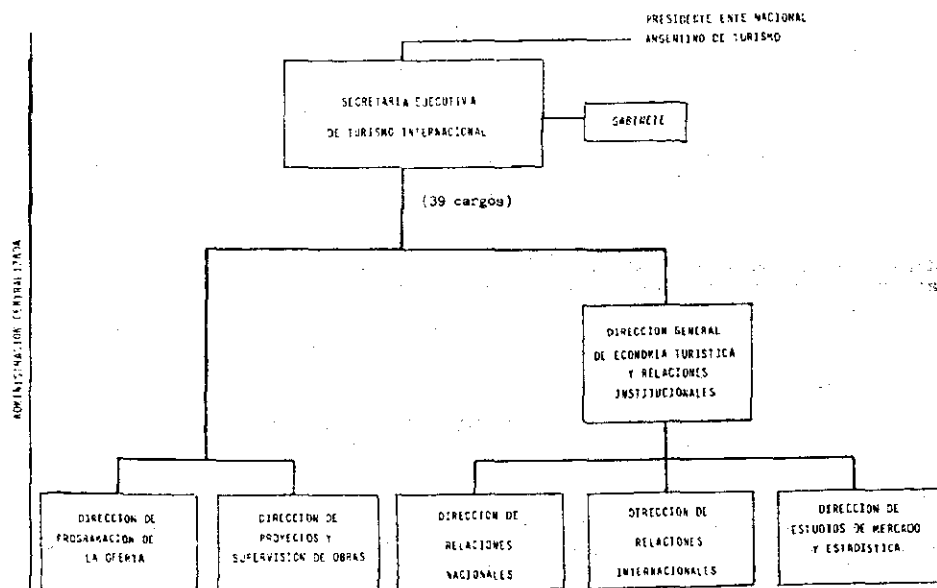 PRESIDENTE ENTE NACIONAL
ARGENTINO DE TURISMO
SECRETARIA EJECUTIVA
DE TURISMO INTERNACIONAL
GABINETE
(39 cargos)
ADMINISTRACION CENTRALIZADA
DIRECCION GENERAL
DE ECONOMIA TURISTICA
Y RELACIONES
INSTITUCIONALES
DIRECCION DE
PROGRAMACION DE
LA OFERTA
DIRECCION DE
PROYECTOS Y
SUPERVISION DE OBRAS
DIRECCION DE
RELACIONES
NACIONALES
DIRECCION DE
RELACIONES
INTERNACIONALES
DIRECCION DE
ESTUDIOS DE MERCADO
Y ESTADISTICA.